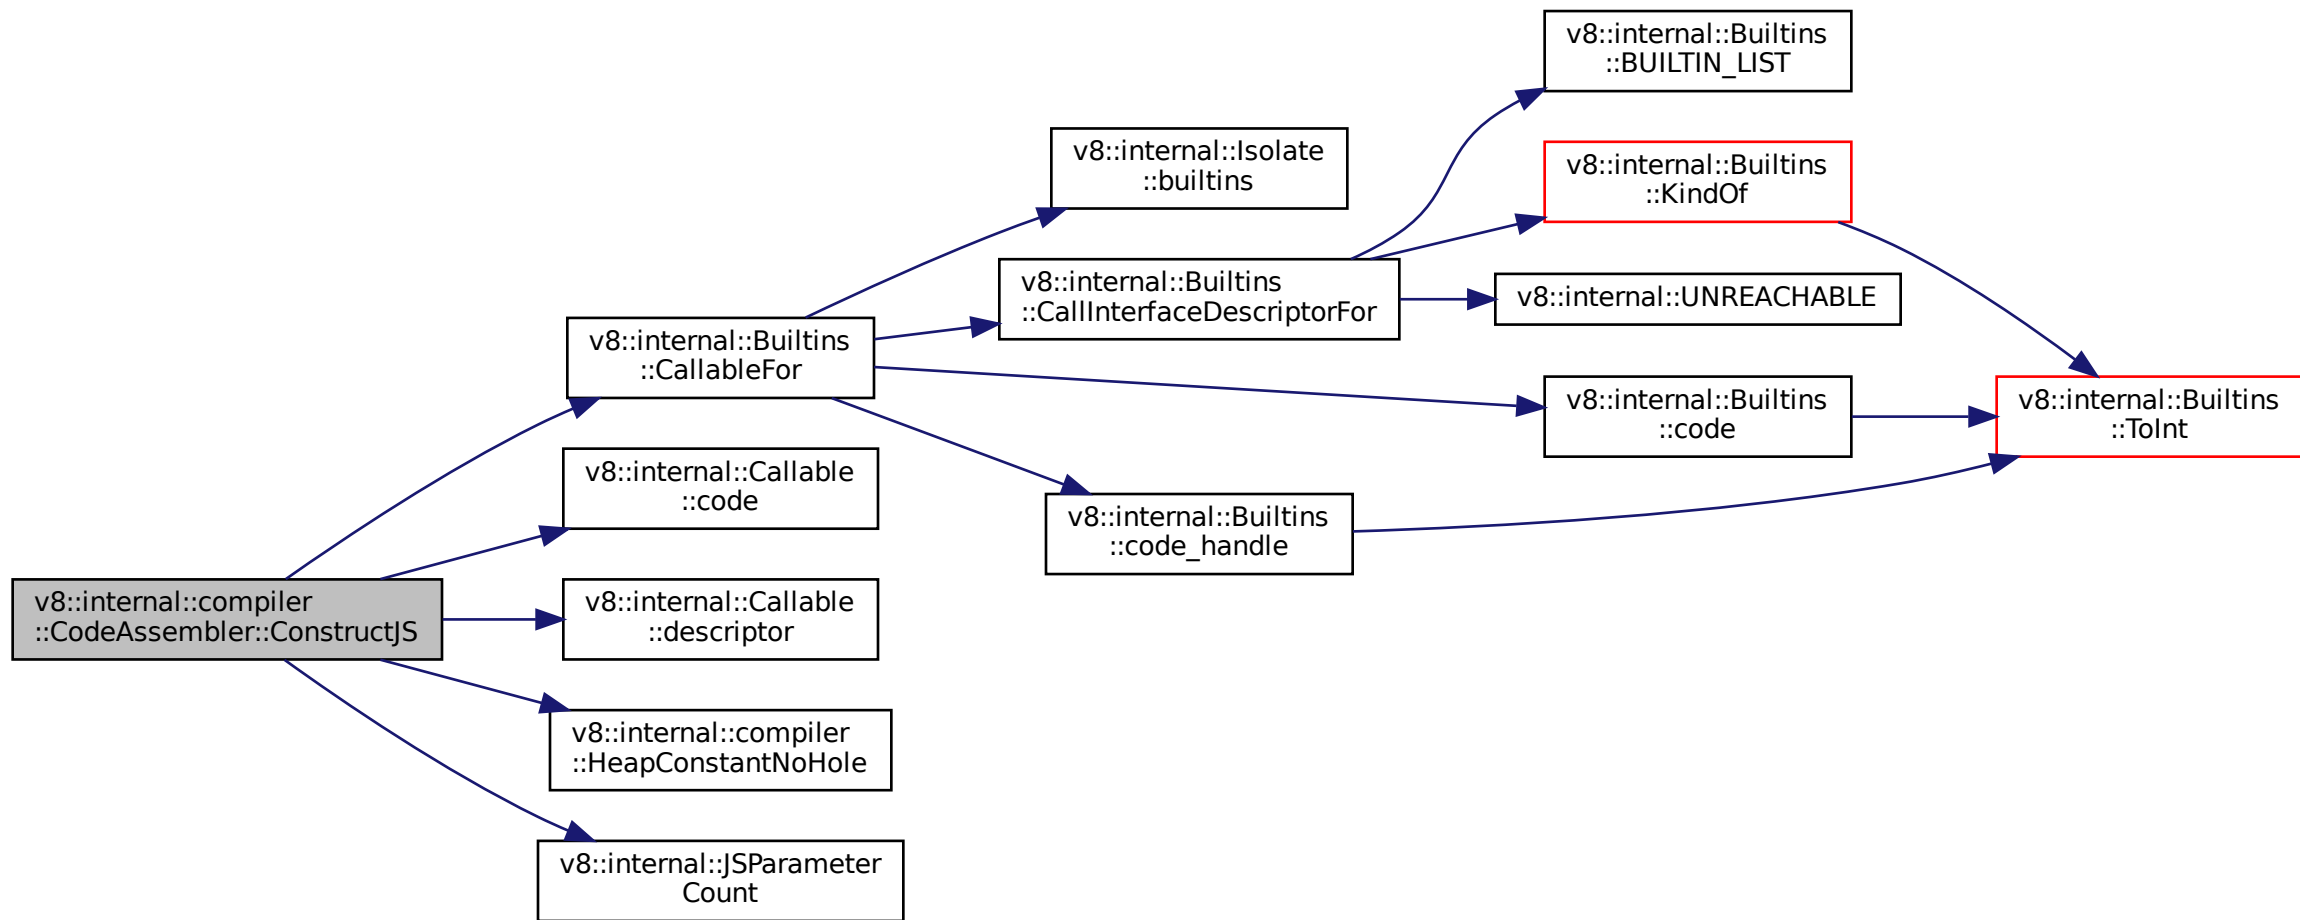 v8::internal::compiler
::CodeAssembler::ConstructJS
v8::internal::Builtins
::CallableFor
v8::internal::Callable
::code
v8::internal::Callable
::descriptor
v8::internal::compiler
::HeapConstantNoHole
v8::internal::JSParameter
Count
v8::internal::Isolate
::builtins
v8::internal::Builtins
::CallInterfaceDescriptorFor
v8::internal::Builtins
::code_handle
v8::internal::Builtins
::BUILTIN_LIST
v8::internal::Builtins
::KindOf
v8::internal::UNREACHABLE
v8::internal::Builtins
::code
v8::internal::Builtins
::ToInt